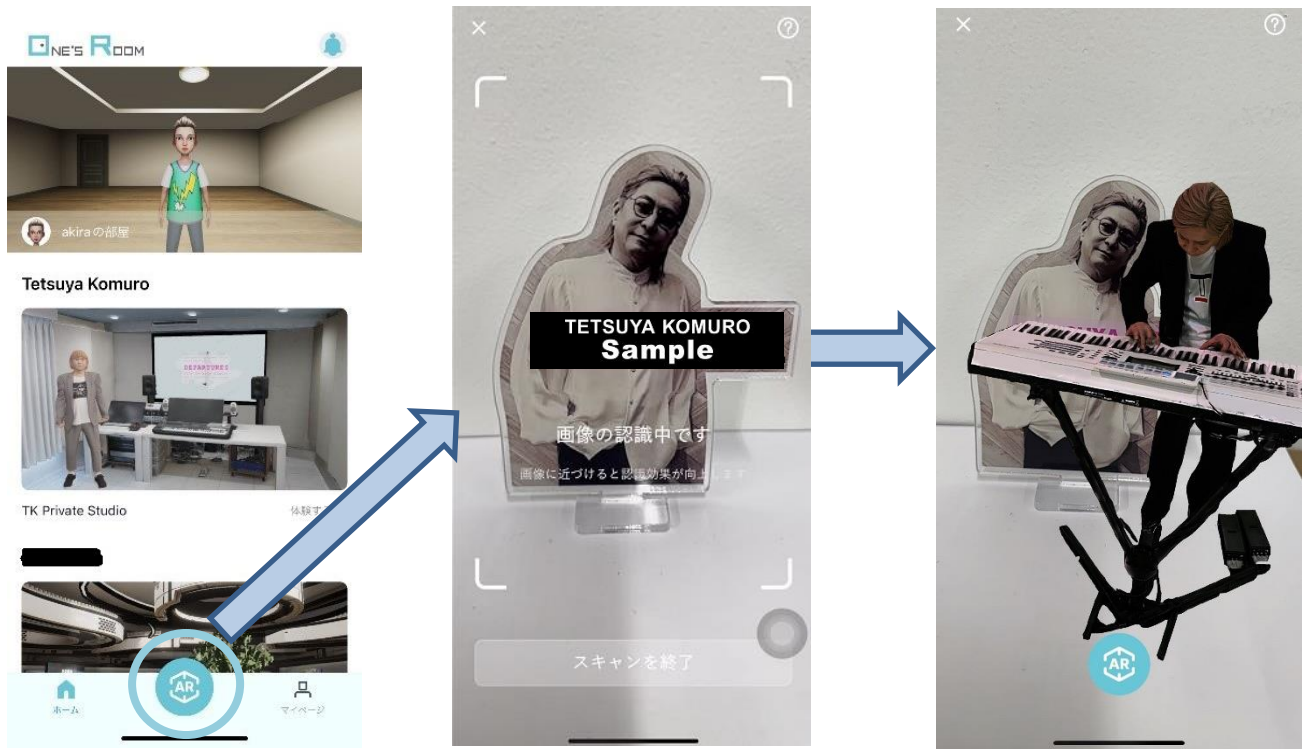 ONE'S ROOM
akiraの部屋
Tetsuya Komuro
DEPARTURES
TK Private Studio
体験す
AR
ホーム
マイページ
TETSUYA KOMURO
Sample
画像の認識中です
画像に近づけると認識効果が向上します
スキャンを終了
AR